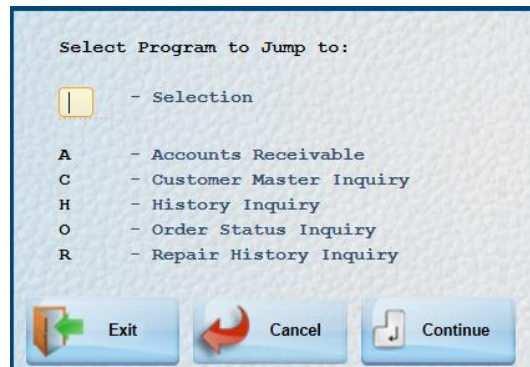 Select Program to Jump to:
- Selection
A - Accounts Receivable
C - Customer Master Inquiry
H - History Inquiry
O - Order Status Inquiry
R - Repair History Inquiry
Exit Cancel Continue